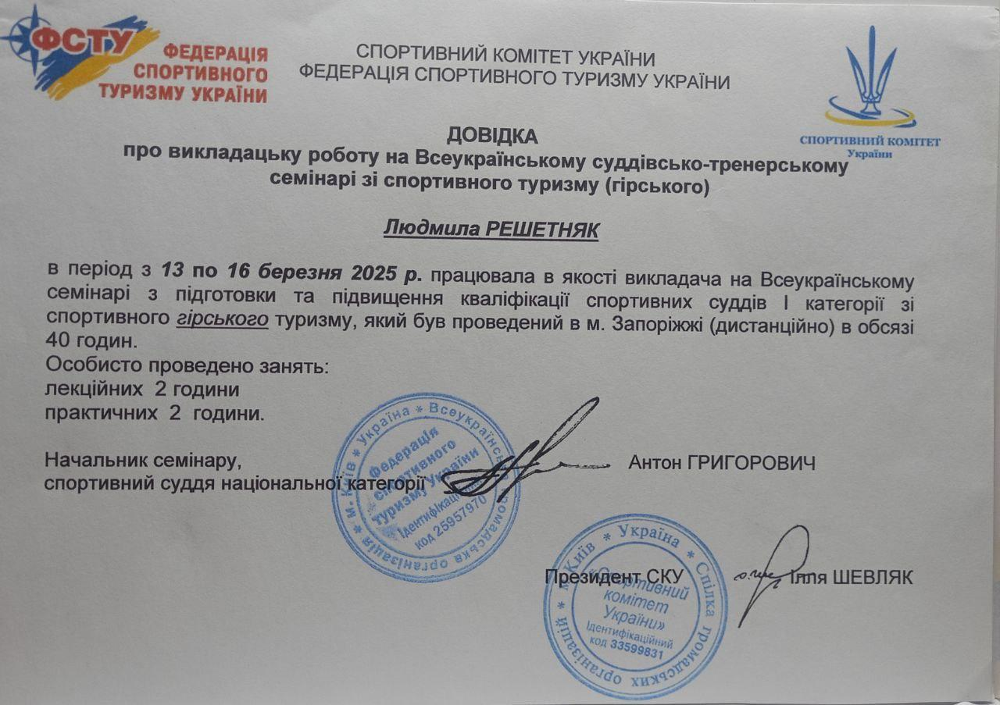 ФСТУ
ФЕДЕРАЦІЯ
СПОРТИВНОГО
ТУРИЗМУ УКРАЇНИ
СПОРТИВНИЙ КОМІТЕТ УКРАЇНИ
ФЕДЕРАЦІЯ СПОРТИВНОГО ТУРИЗМУ УКРАЇНИ
СПОРТИВНИЙ КОМІТЕТ
України
ДОВІДКА
про викладацьку роботу на Всеукраїнському суддівсько-тренерському
семінарі зі спортивного туризму (гірського)
Людмила РЕШЕТНЯК
в період з 13 по 16 березня 2025 р. працювала в якості викладача на Всеукраїнському
семінарі з підготовки та підвищення кваліфікації спортивних суддів І категорії зі
спортивного гірського туризму, який був проведений в м. Запоріжжі (дистанційно) в обсязі
40 годин.
Особисто проведено занять:
лекційних 2 години
практичних 2 години.
Начальник семінару,
спортивний суддя національної категорії
Антон ГРИГОРОВИЧ
м. Київ * Україна * Всеукраїнська громадська організація *
Федерація
спортивного
туризму України
Ідентифікаційний
код 25957970
Президент СКУ
Ілля ШЕВЛЯК
м. Київ * Україна * Спілка громадських організацій *
«Спортивний
комітет
України»
Ідентифікаційний
код 33599831